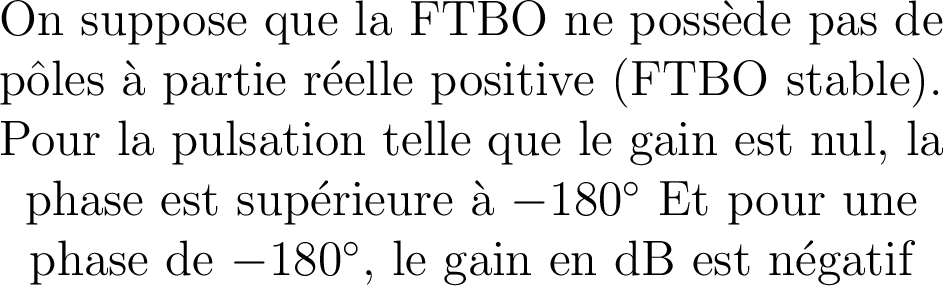 On suppose que la FTBO ne possède pas de
pôles à partie réelle positive (FTBO stable).
Pour la pulsation telle que le gain est nul, la
phase est supérieure à −180° Et pour une
phase de −180°, le gain en dB est négatif